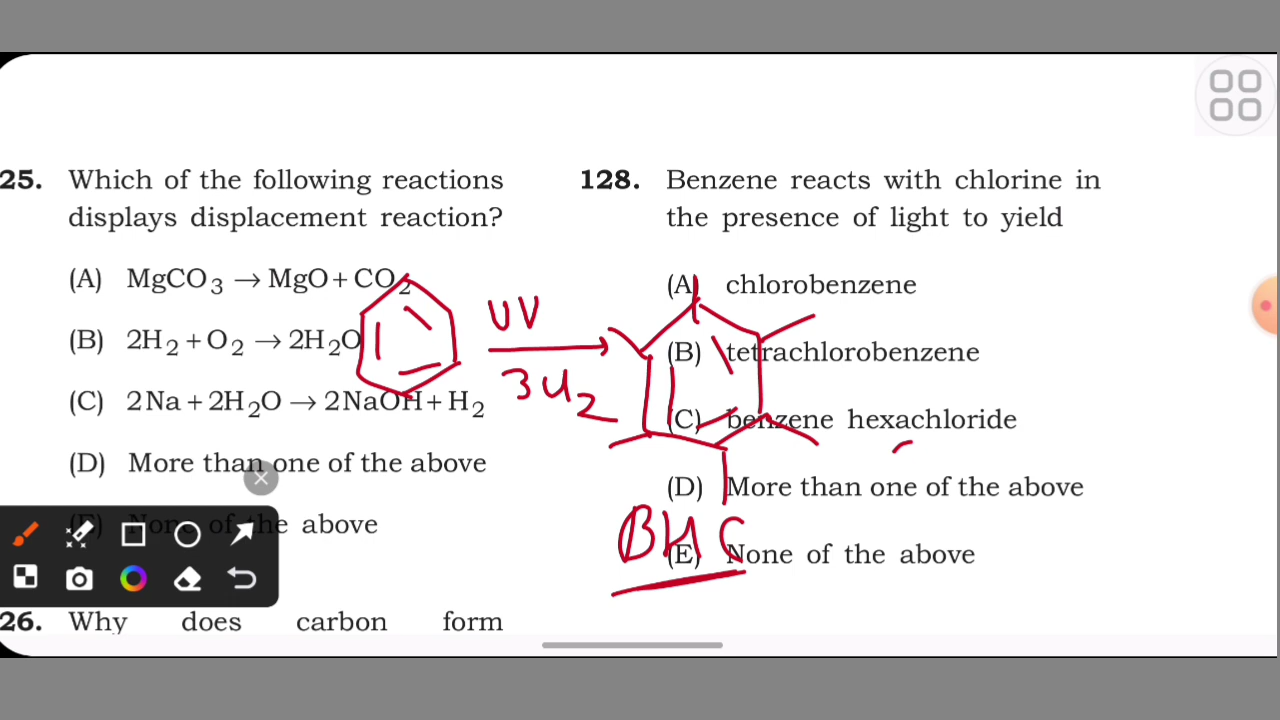 25. Which of the following reactions
displays displacement reaction?
(A) MgCO₃ → MgO + CO₂
(B) 2H₂ + O₂ → 2H₂O
(C) 2Na + 2H₂O → 2NaOH + H₂
(D) More than one of the above
(E) None of the above
26. Why does carbon form
UV
128. Benzene reacts with chlorine in
the presence of light to yield
(A) chlorobenzene
(B) tetrachlorobenzene
(C) benzene hexachloride
(D) More than one of the above
(E) None of the above
BHC